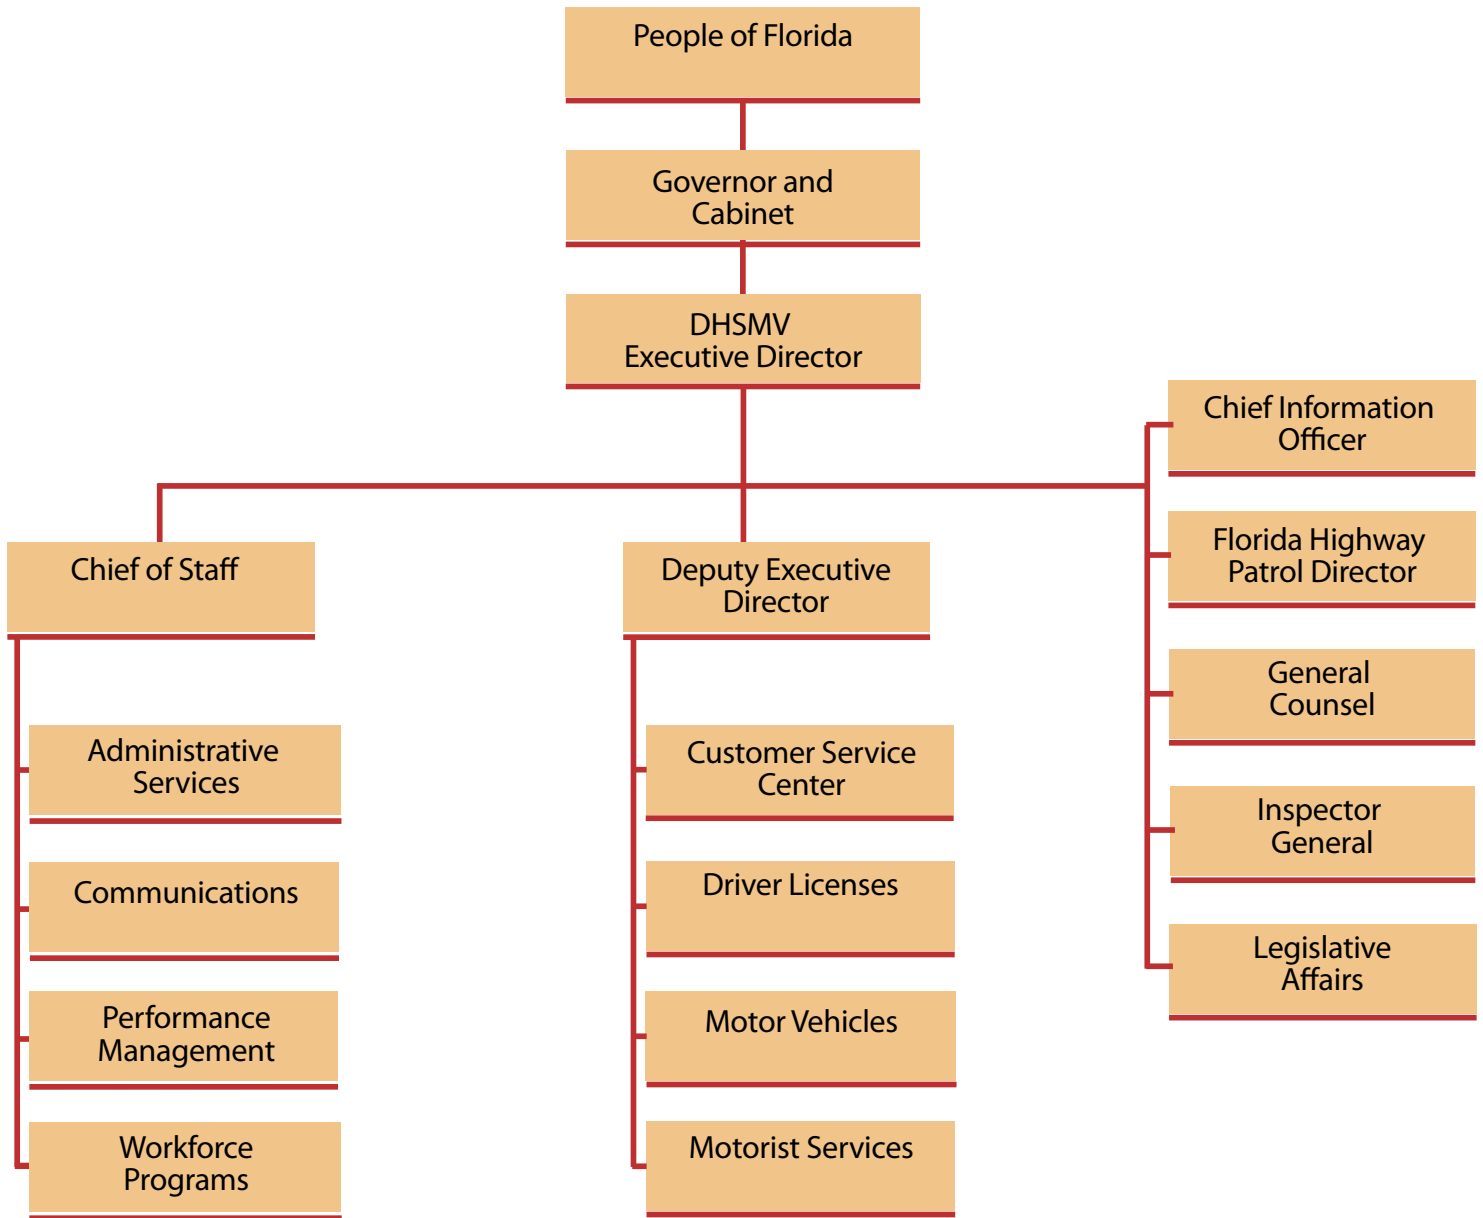 People of Florida
Governor and
Cabinet
DHSMV
Executive Director
Chief of Staff
Administrative
Services
Communications
Performance
Management
Workforce
Programs
Deputy Executive
Director
Customer Service
Center
Driver Licenses
Motor Vehicles
Motorist Services
Chief Information
Officer
Florida Highway
Patrol Director
General
Counsel
Inspector
General
Legislative
Affairs